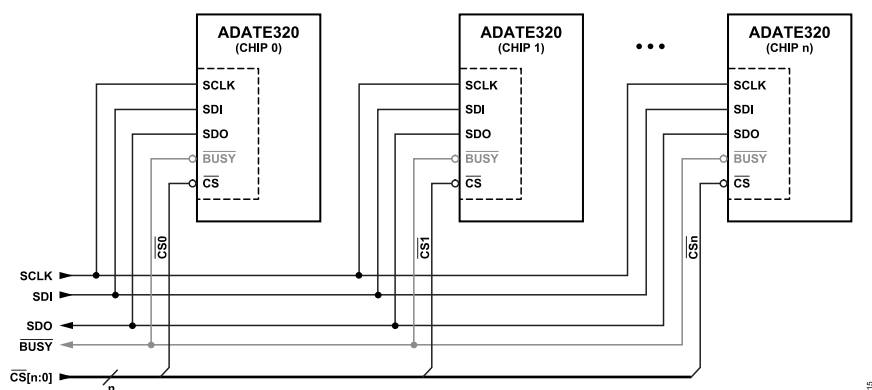 ADATE320
(CHIP 0)
SCLK
SDI
SDO
BUSY
CS
CS0
ADATE320
(CHIP 1)
SCLK
SDI
SDO
BUSY
CS
CS1
•••
ADATE320
(CHIP n)
SCLK
SDI
SDO
BUSY
CS
CSn
SCLK
SDI
SDO
BUSY
CS[n:0]
n